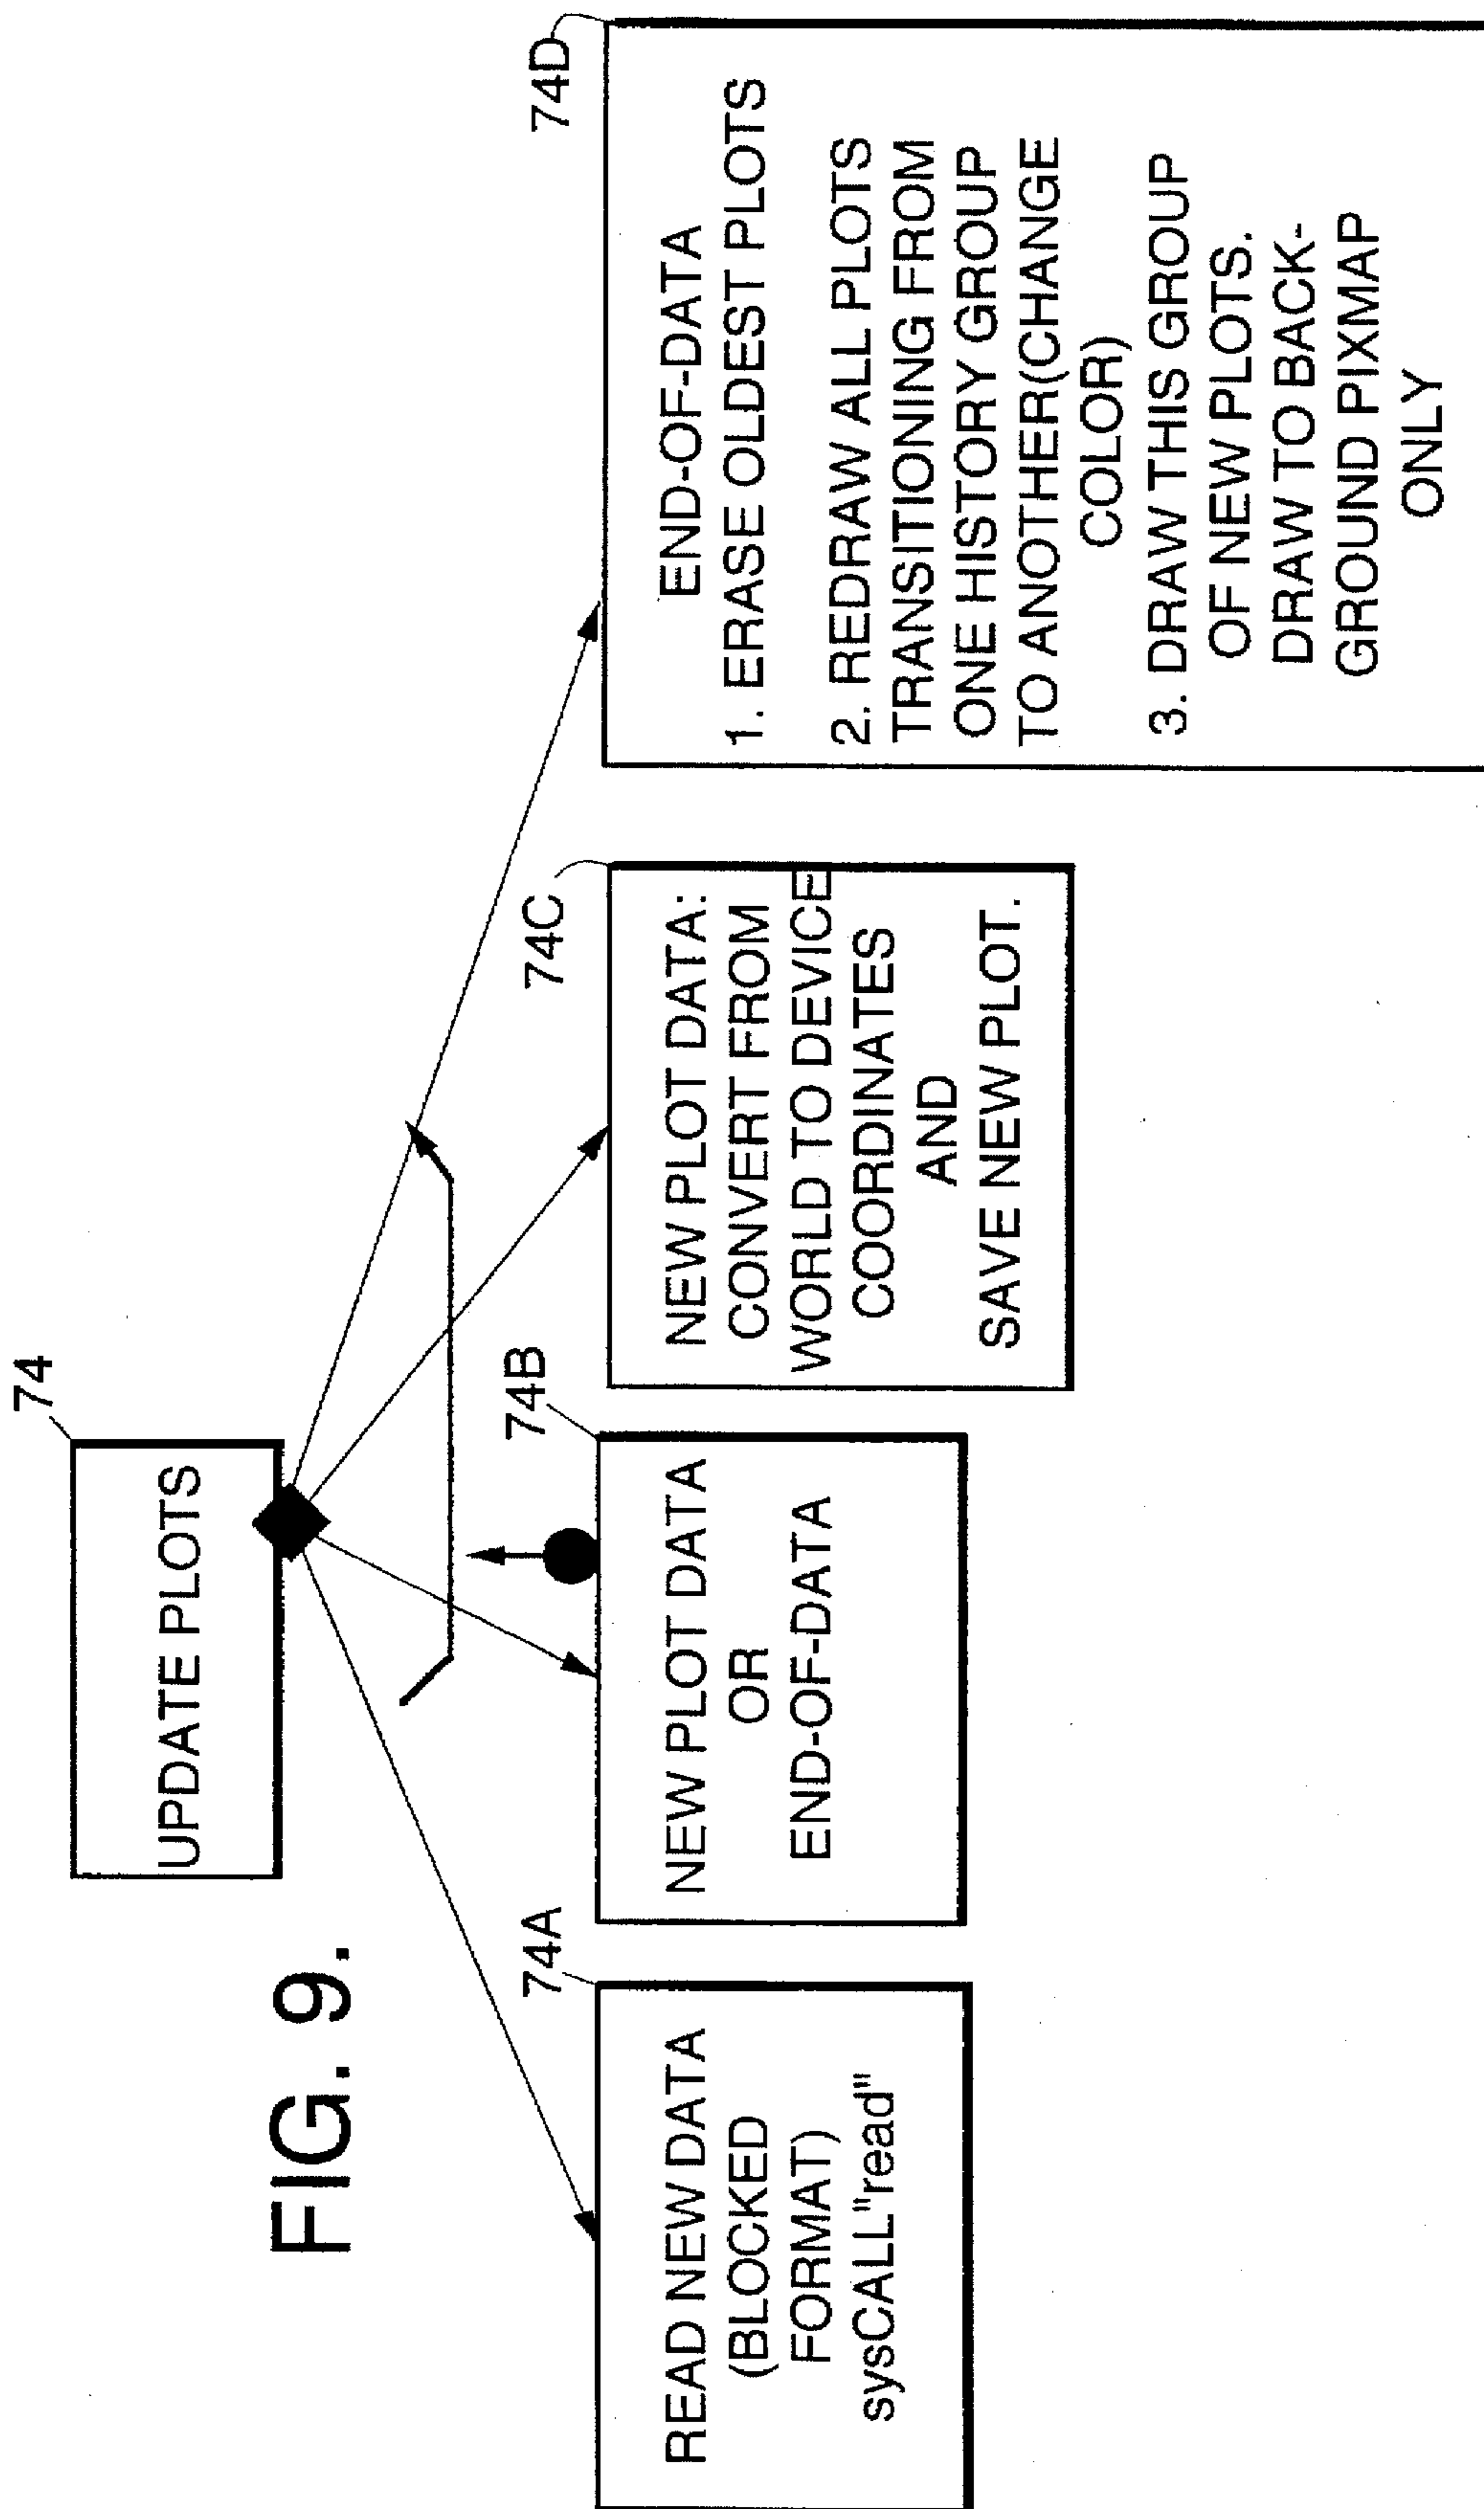 FIG. 9.
74
UPDATE PLOTS
74A
READ NEW DATA
(BLOCKED
FORMAT)
sysCALL"read"
74B
NEW PLOT DATA
OR
END-OF-DATA
74C
NEW PLOT DATA:
CONVERT FROM
WORLD TO DEVICE
COORDINATES
AND
SAVE NEW PLOT.
74D
END-OF-DATA
1. ERASE OLDEST PLOTS
2. REDRAW ALL PLOTS
TRANSITIONING FROM
ONE HISTORY GROUP
TO ANOTHER(CHANGE
COLOR)
3. DRAW THIS GROUP
OF NEW PLOTS.
DRAW TO BACK-
GROUND PIXMAP
ONLY